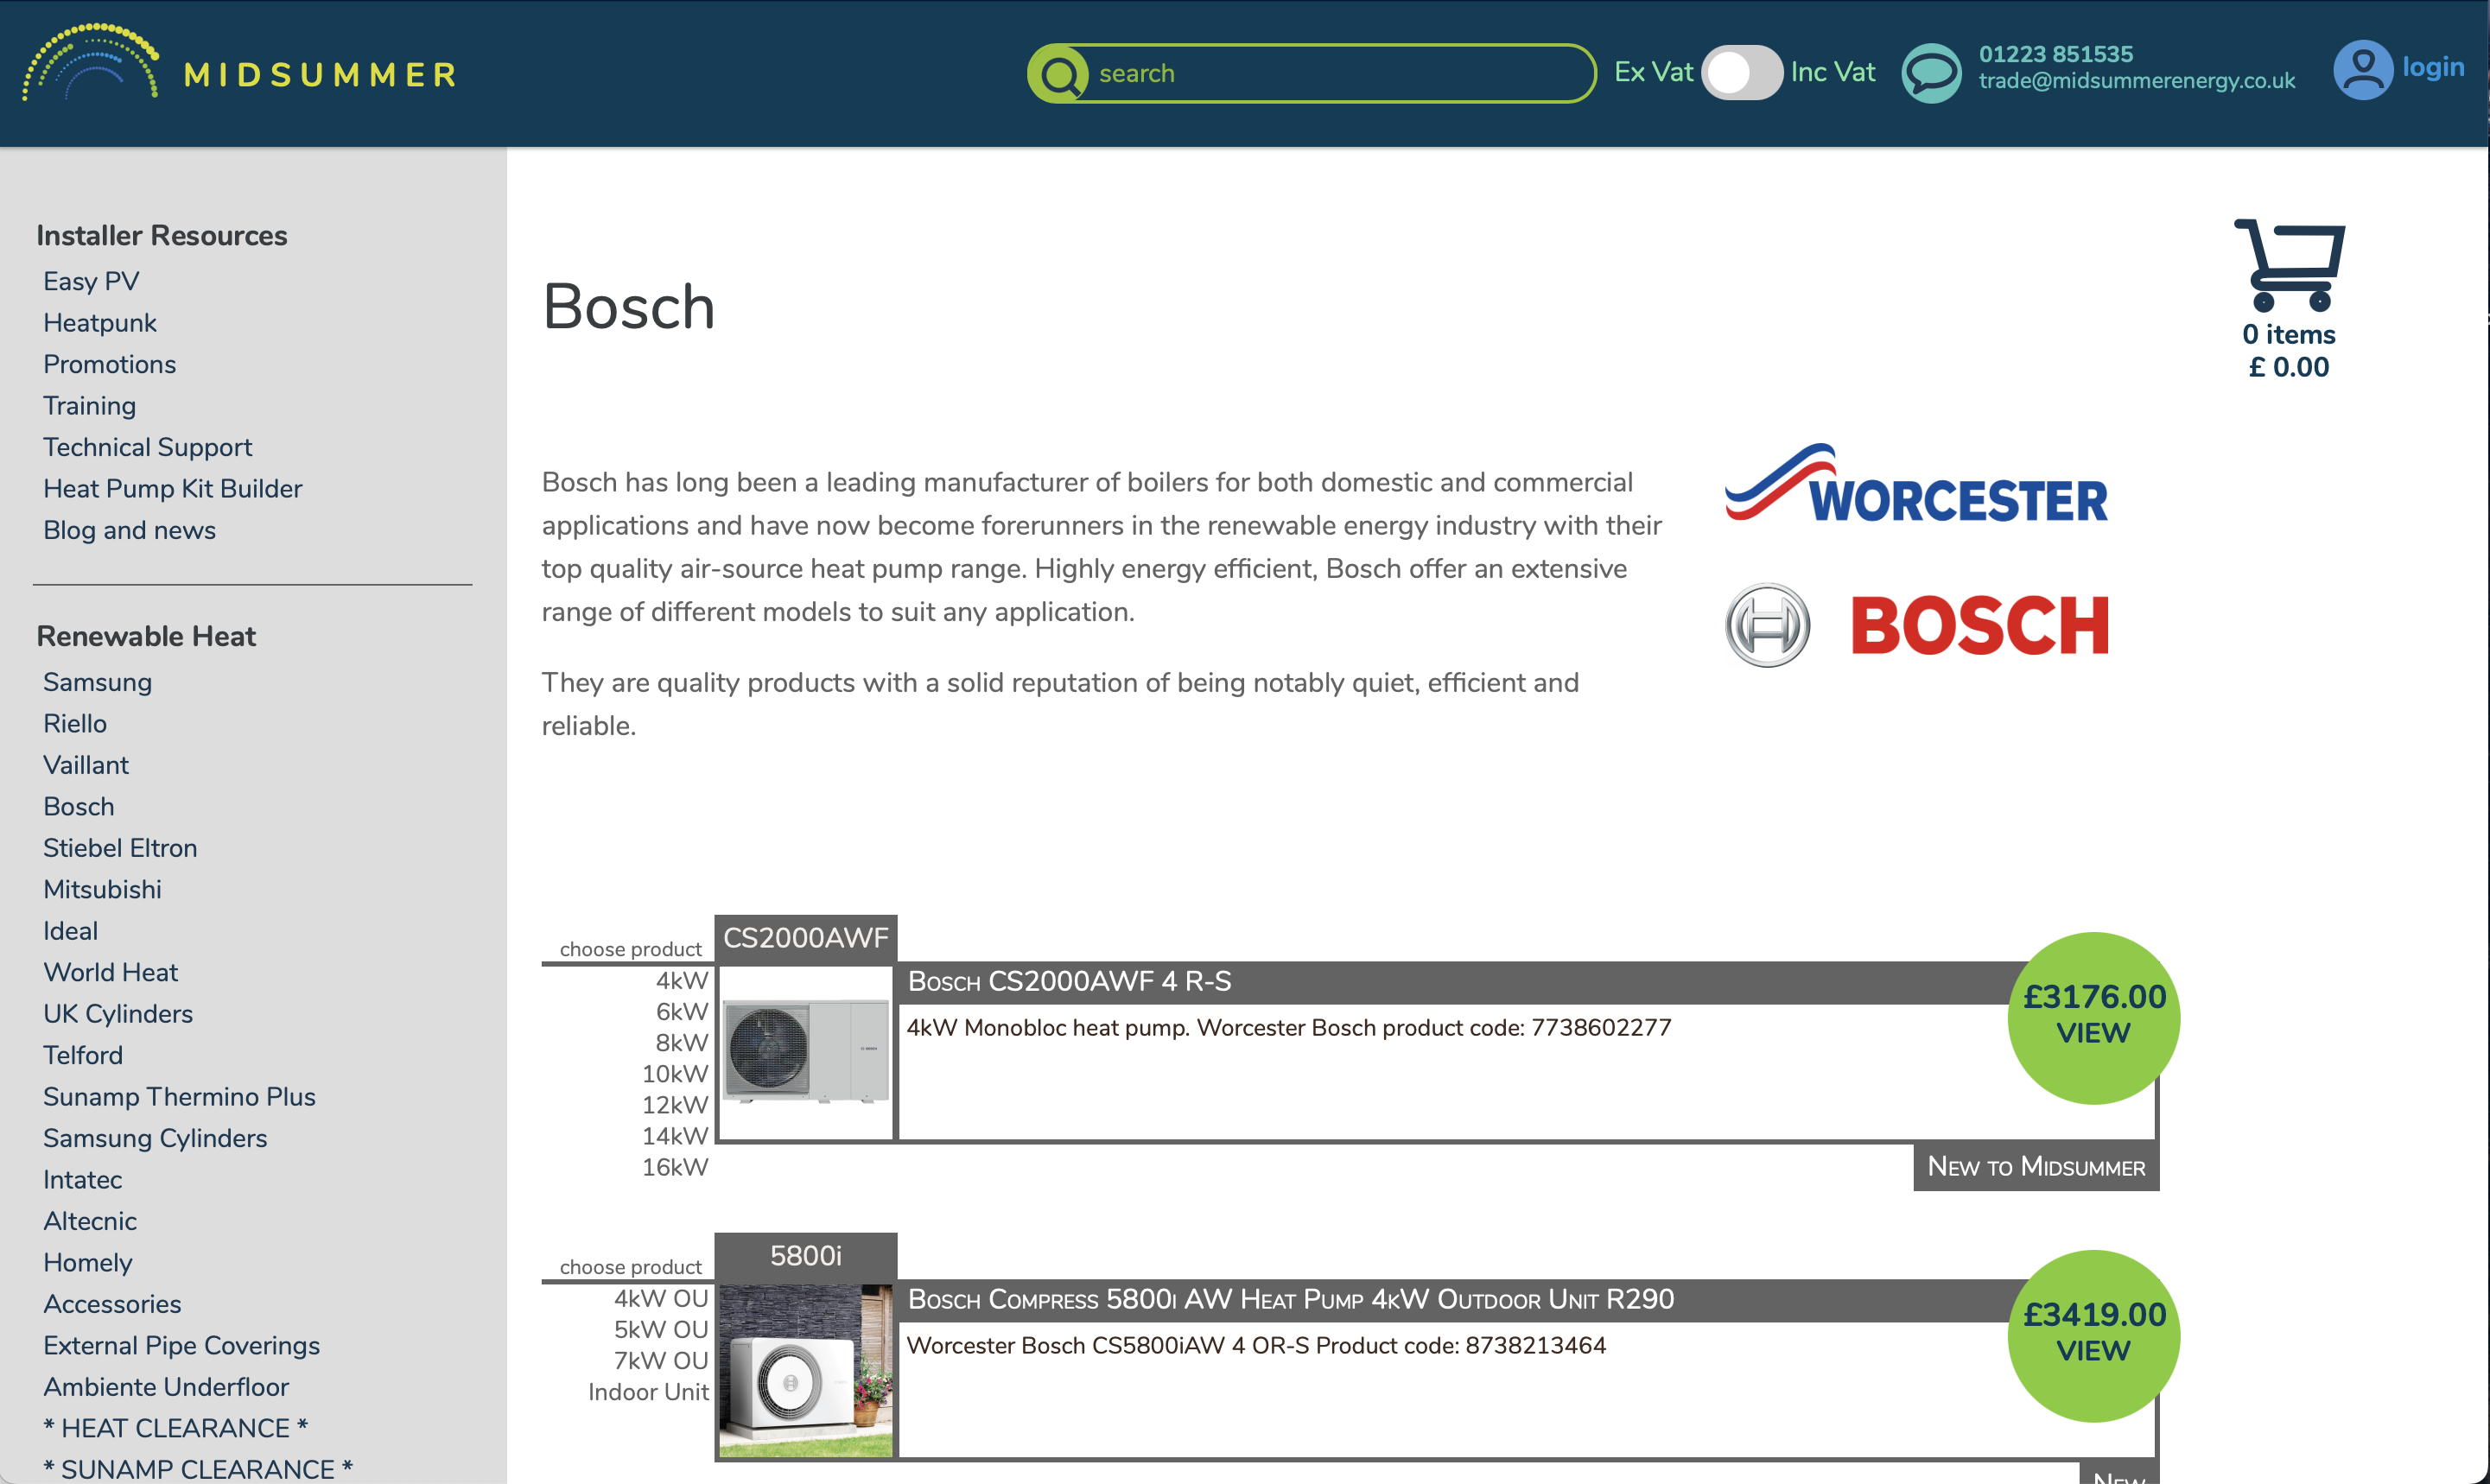 MIDSUMMER
search
Ex Vat Inc Vat
01223 851535
trade@midsummerenergy.co.uk
login
Installer Resources
Easy PV
Heatpunk
Promotions
Training
Technical Support
Heat Pump Kit Builder
Blog and news
Renewable Heat
Samsung
Riello
Vaillant
Bosch
Stiebel Eltron
Mitsubishi
Ideal
World Heat
UK Cylinders
Telford
Sunamp Thermino Plus
Samsung Cylinders
Intatec
Altecnic
Homely
Accessories
External Pipe Coverings
Ambiente Underfloor
* HEAT CLEARANCE *
* SUNAMP CLEARANCE *
Bosch
0 items
£ 0.00
Bosch has long been a leading manufacturer of boilers for both domestic and commercial
applications and have now become forerunners in the renewable energy industry with their
top quality air-source heat pump range. Highly energy efficient, Bosch offer an extensive
range of different models to suit any application.
They are quality products with a solid reputation of being notably quiet, efficient and
reliable.
WORCESTER
BOSCH
choose product
CS2000AWF
4kW
6kW
8kW
10kW
12kW
14kW
16kW
Bosch CS2000AWF 4 R-S
4kW Monobloc heat pump. Worcester Bosch product code: 7738602277
£3176.00
VIEW
New to Midsummer
choose product
5800i
4kW OU
5kW OU
7kW OU
Indoor Unit
Bosch Compress 5800i AW Heat Pump 4kW Outdoor Unit R290
Worcester Bosch CS5800iAW 4 OR-S Product code: 8738213464
£3419.00
VIEW
New